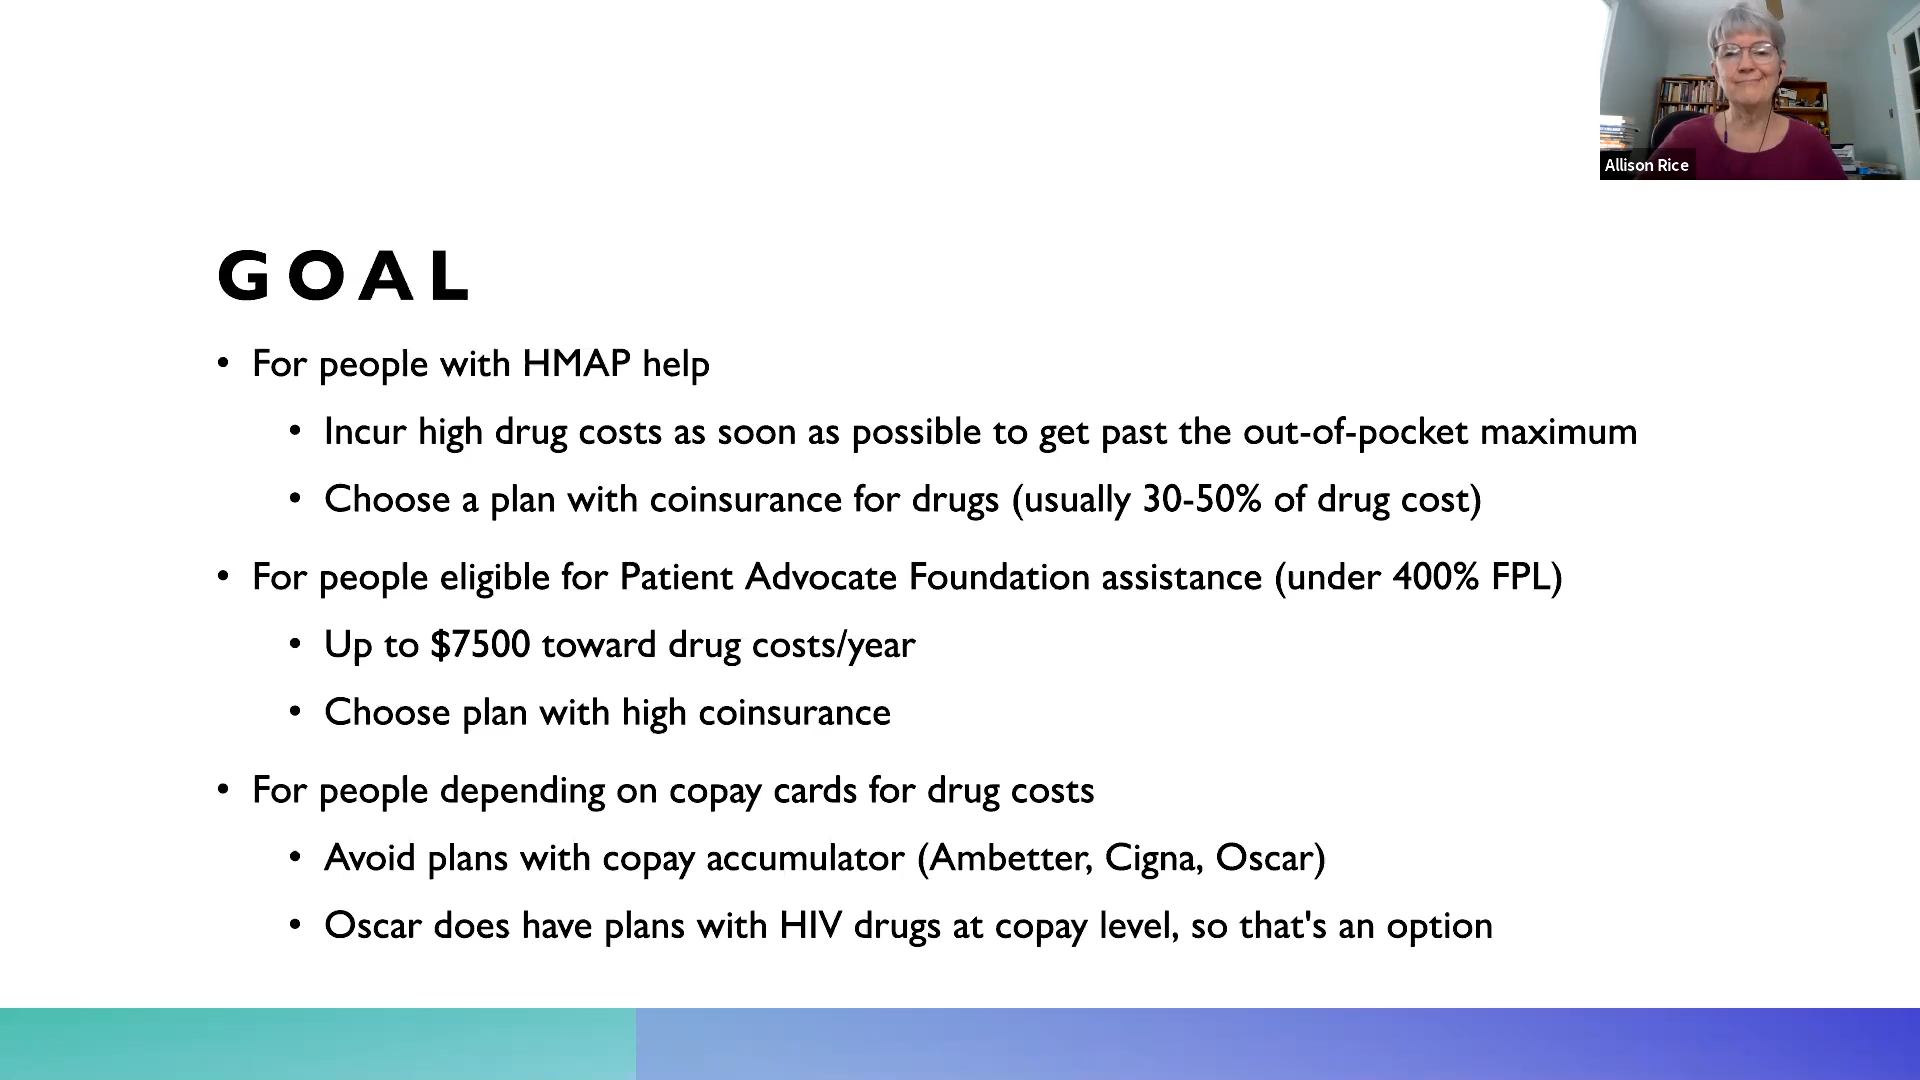 Allison Rice
GOAL
• For people with HMAP help
• Incur high drug costs as soon as possible to get past the out-of-pocket maximum
• Choose a plan with coinsurance for drugs (usually 30-50% of drug cost)
• For people eligible for Patient Advocate Foundation assistance (under 400% FPL)
• Up to $7500 toward drug costs/year
• Choose plan with high coinsurance
• For people depending on copay cards for drug costs
• Avoid plans with copay accumulator (Ambetter, Cigna, Oscar)
• Oscar does have plans with HIV drugs at copay level, so that's an option